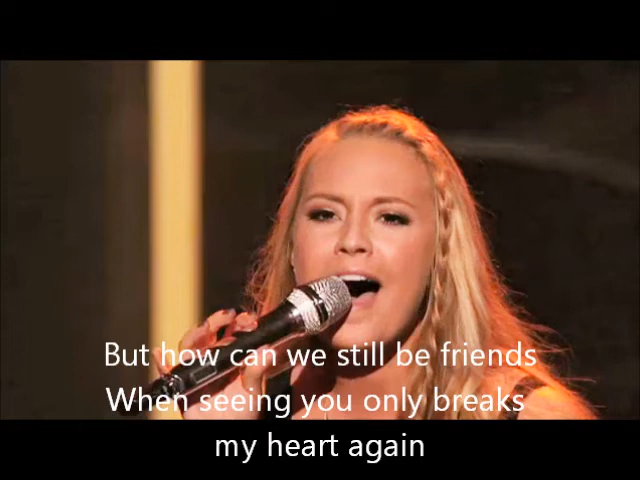 But how can we still be friends
When seeing you only breaks
my heart again